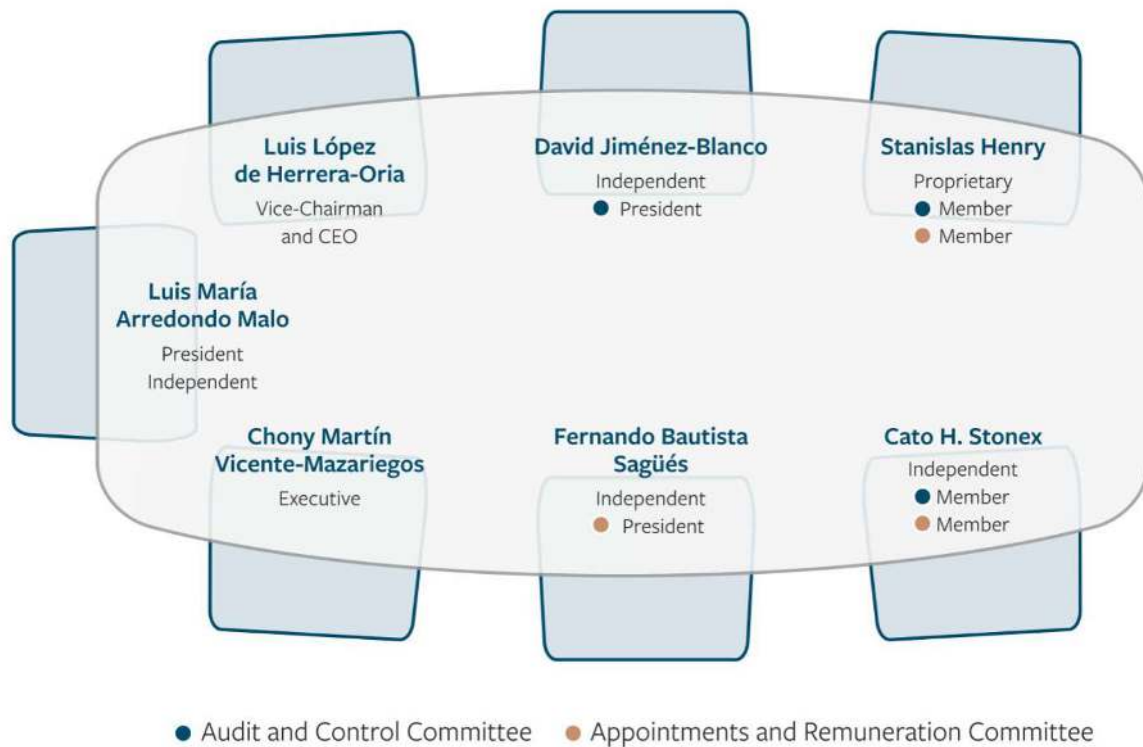 Luis López
de Herrera-Oria
Vice-Chairman
and CEO
David Jiménez-Blanco
Independent
President
Stanislas Henry
Proprietary
Member
Member
Luis María
Arredondo Malo
President
Independent
Chony Martín
Vicente-Mazariegos
Executive
Fernando Bautista
Sagüés
Independent
President
Cato H. Stonex
Independent
Member
Member
Audit and Control Committee
Appointments and Remuneration Committee